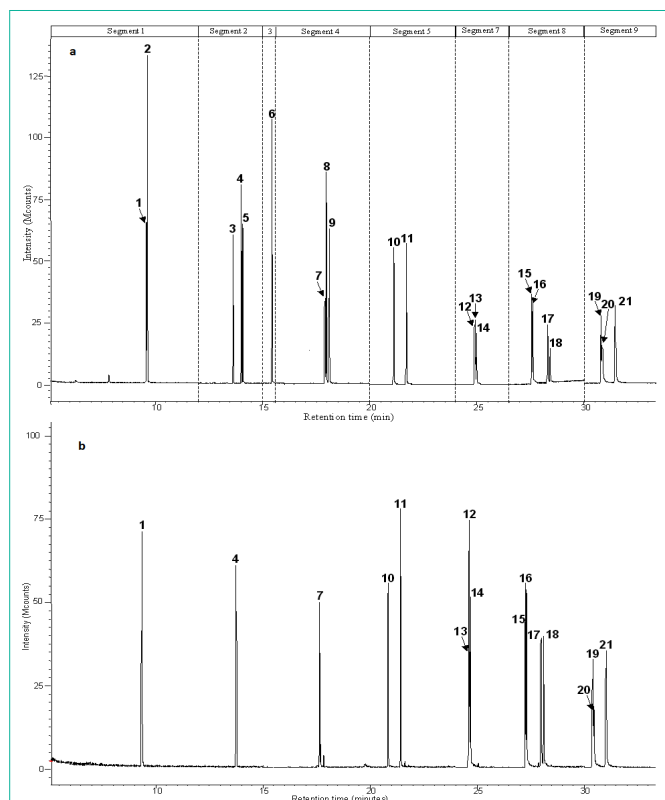 Segment 1 Segment 2 3 Segment 4 Segment 5 Segment 7 Segment 8 Segment 9
a
2
125
6
100
8
4
75
1
3 5 9
10 11
50
Intensity (Mcounts)
7
15
13 16
12 19 20 21
14 17
25
18
0
10 15 20 25 30
Retention time (min)
b
100
11
12
75
1
4
10 16
7 14
50
Intensity (Mcounts)
15
13 17 18
21
19
20
25
0
10 15 20 25 30
Retention time (minutes)